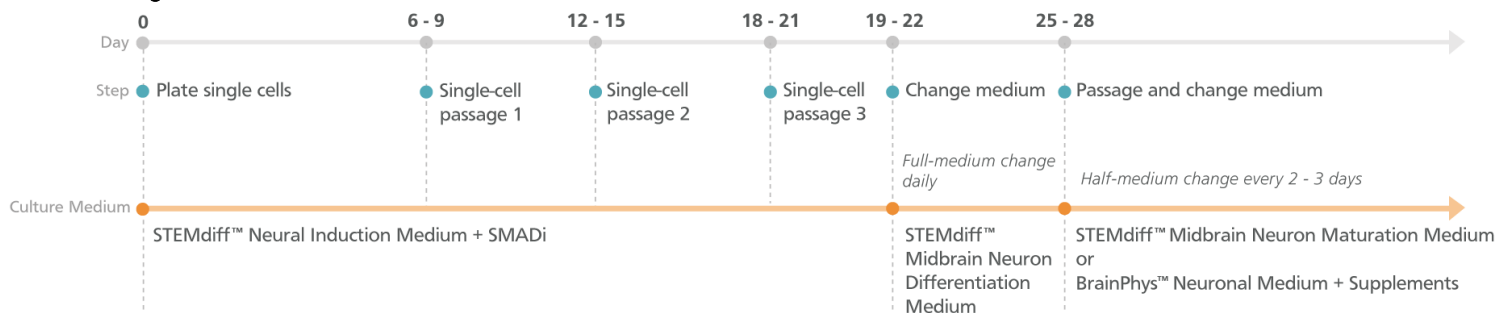 0 6 - 9 12 - 15 18 - 21 19 - 22 25 - 28
Day
Step Plate single cells Single-cell Single-cell Single-cell Change medium Passage and change medium
passage 1 passage 2 passage 3
Full-medium change
daily
Half-medium change every 2 - 3 days
Culture Medium
STEMdiff™ Neural Induction Medium + SMADi
STEMdiff™
Midbrain Neuron
Differentiation
Medium
STEMdiff™ Midbrain Neuron Maturation Medium
or
BrainPhys™ Neuronal Medium + Supplements